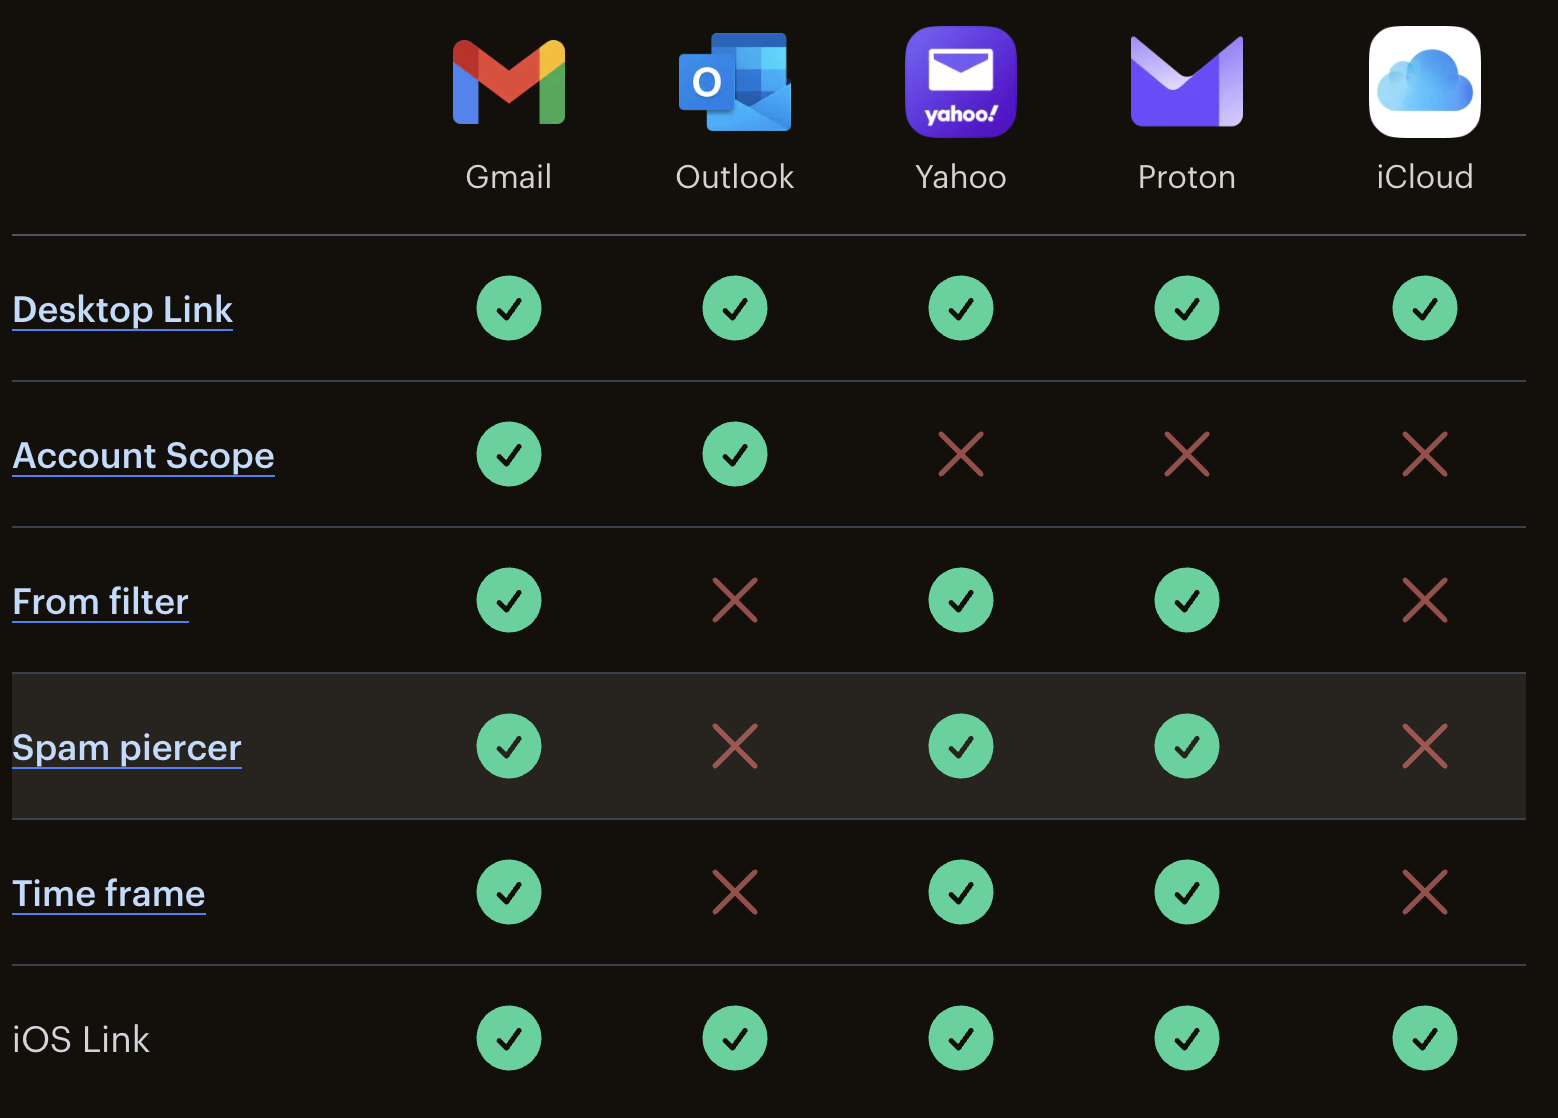 O
yahoo!
Gmail Outlook Yahoo Proton iCloud
Desktop Link
Account Scope
From filter
Spam piercer
Time frame
iOS Link